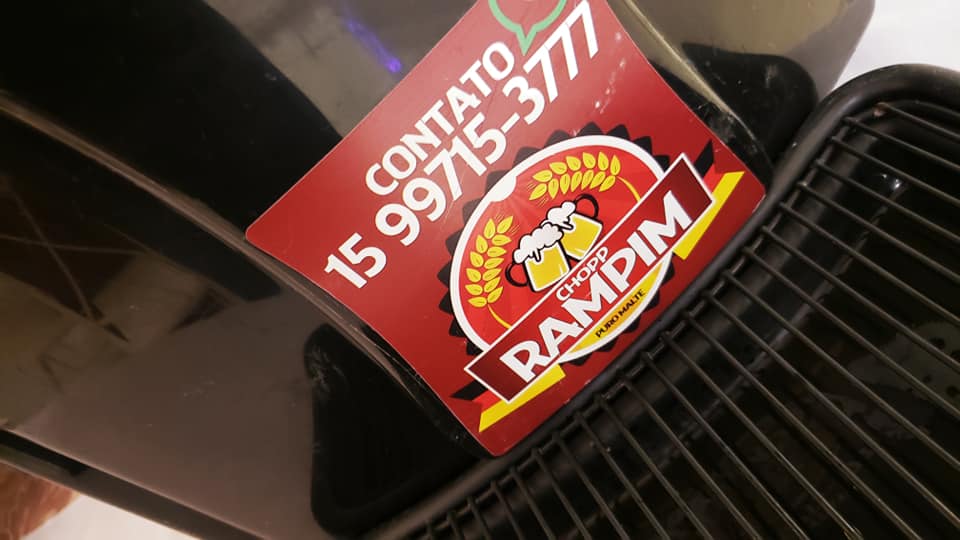 CONTATO
15 99715-3777
CHOPP
RAMPIM
PURO MALTE